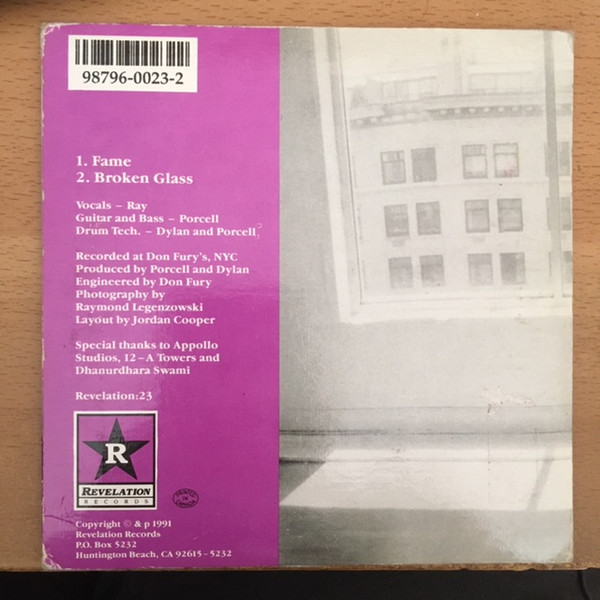 98796-0023-2
1. Fame
2. Broken Glass
Vocals – Ray
Guitar and Bass – Porcell
Drum Tech. – Dylan and Porcell
Recorded at Don Fury's, NYC
Produced by Porcell and Dylan
Engineered by Don Fury
Photography by
Raymond Legenzowski
Layout by Jordan Cooper
Special thanks to Appollo
Studios, 12–A Towers and
Dhanurdhara Swami
Revelation:23
R
REVELATION
RECORDS
PRINTED
IN
CANADA
Copyright © & p 1991
Revelation Records
P.O. Box 5232
Huntington Beach, CA 92615–5232